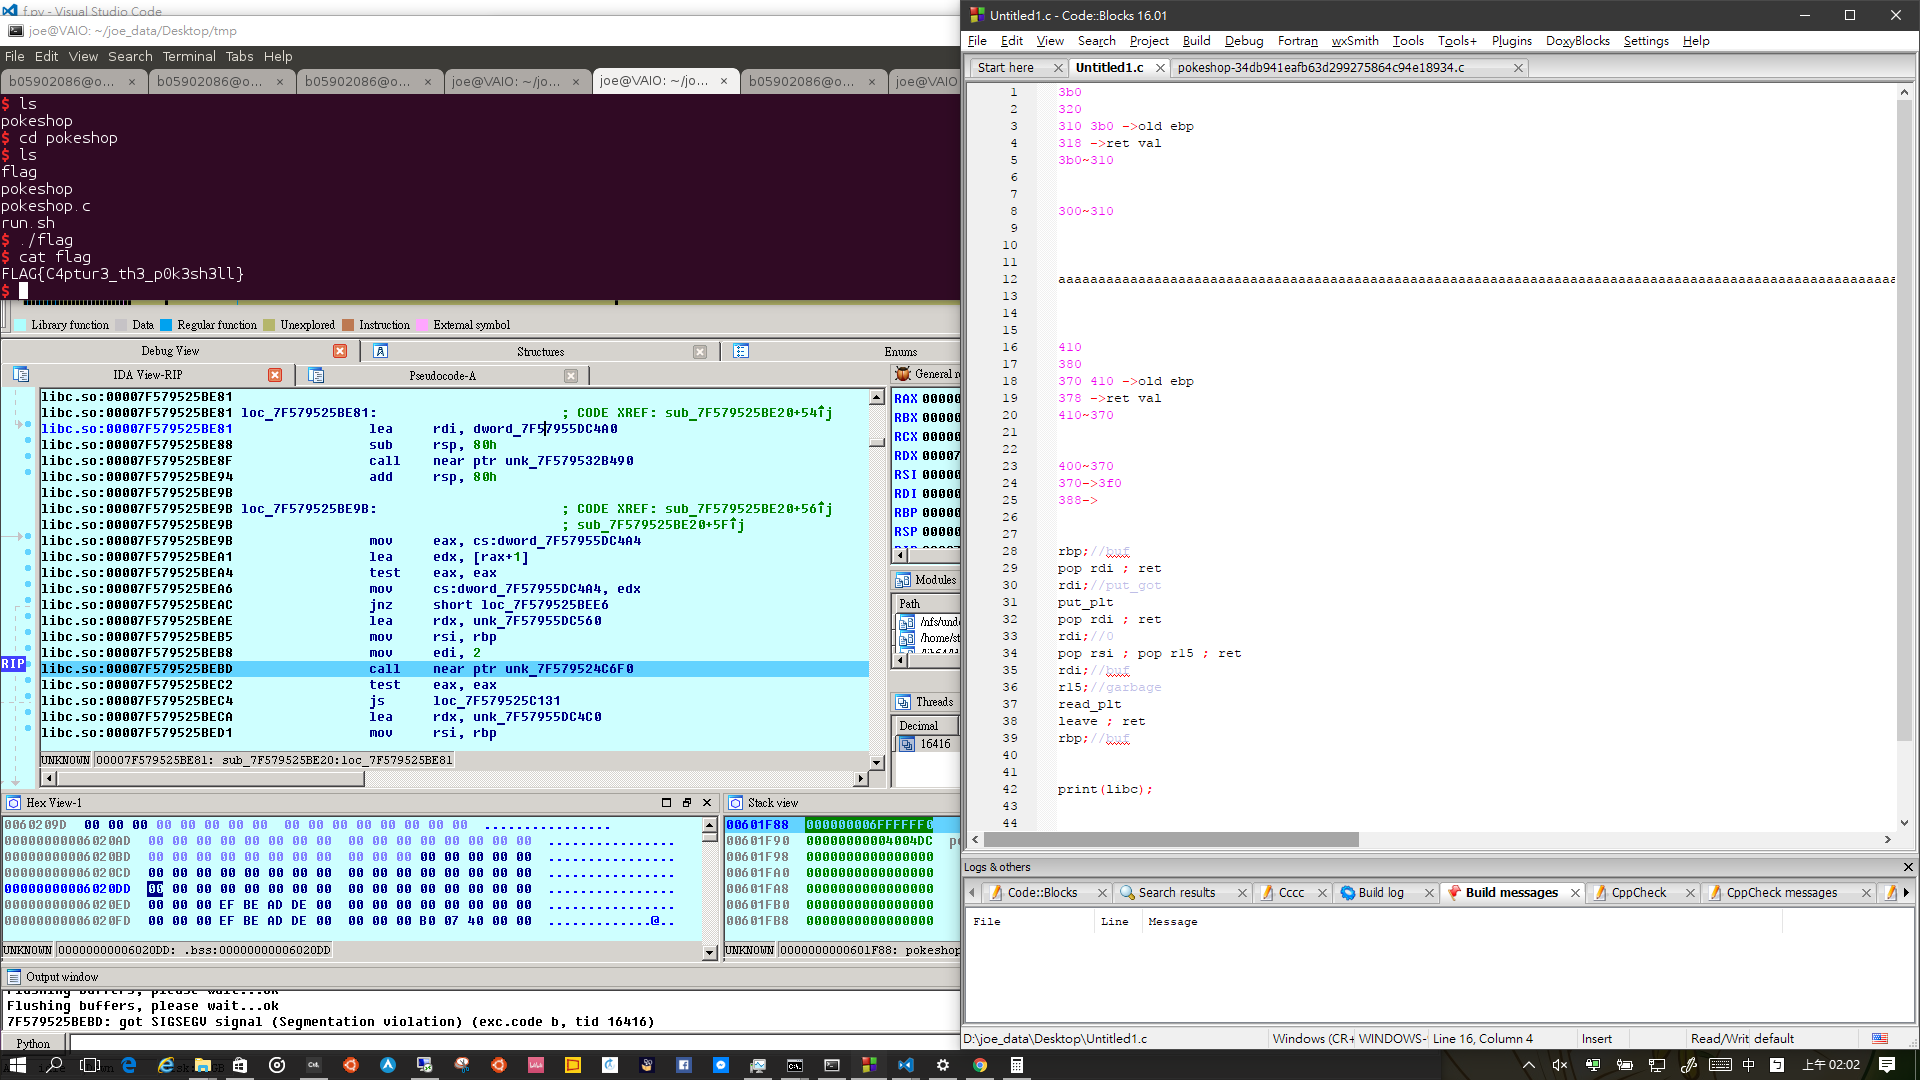 f.py - Visual Studio Code
joe@VAIO: ~/joe_data/Desktop/tmp
File Edit View Search Terminal Tabs Help
b05902086@o... × b05902086@o... × b05902086@o... × joe@VAIO: ~/jo... × joe@VAIO: ~/jo... × b05902086@o... × joe@VAIO: ~/jo
$ ls
pokeshop
$ cd pokeshop
$ ls
flag
pokeshop
pokeshop.c
run.sh
$ ./flag
$ cat flag
FLAG{C4ptur3_th3_p0k3sh3ll}
$
Library function Data Regular function Unexplored Instruction External symbol
Debug View Structures Enums
IDA View-RIP Pseudocode-A General r
libc.so:00007F579525BE81
libc.so:00007F579525BE81 loc_7F579525BE81: ; CODE XREF: sub_7F579525BE20+54↑j
libc.so:00007F579525BE81 lea rdi, dword_7F57955DC4A0
libc.so:00007F579525BE88 sub rsp, 80h
libc.so:00007F579525BE8F call near ptr unk_7F579532B490
libc.so:00007F579525BE94 add rsp, 80h
libc.so:00007F579525BE9B
libc.so:00007F579525BE9B loc_7F579525BE9B: ; CODE XREF: sub_7F579525BE20+56↑j
libc.so:00007F579525BE9B ; sub_7F579525BE20+5F↑j
libc.so:00007F579525BE9B mov eax, cs:dword_7F57955DC4A4
libc.so:00007F579525BEA1 lea edx, [rax+1]
libc.so:00007F579525BEA4 test eax, eax
libc.so:00007F579525BEA6 mov cs:dword_7F57955DC4A4, edx
libc.so:00007F579525BEAC jnz short loc_7F579525BEE6
libc.so:00007F579525BEAE lea rdx, unk_7F57955DC560
libc.so:00007F579525BEB5 mov rsi, rbp
libc.so:00007F579525BEB8 mov edi, 2
libc.so:00007F579525BEBD call near ptr unk_7F579524C6F0
libc.so:00007F579525BEC2 test eax, eax
libc.so:00007F579525BEC4 js loc_7F579525C131
libc.so:00007F579525BECA lea rdx, unk_7F57955DC4C0
libc.so:00007F579525BED1 mov rsi, rbp
RIP
UNKNOWN 00007F579525BE81: sub_7F579525BE20:loc_7F579525BE81
RAX 00000
RBX 00000
RCX 00000
RDX 00007
RSI 00000
RDI 00000
RBP 00000
RSP 00000
Modules
Path
/nfs/und
/home/st
Threads
Decimal
16416
Hex View-1
0060209D 00 00 00 00 00 00 00 00 00 00 00 00 00 00 00 00 ................
00000000006020AD 00 00 00 00 00 00 00 00 00 00 00 00 00 00 00 00 ................
00000000006020BD 00 00 00 00 00 00 00 00 00 00 00 00 00 00 00 00 ................
00000000006020CD 00 00 00 00 00 00 00 00 00 00 00 00 00 00 00 00 ................
00000000006020DD 00 00 00 00 00 00 00 00 00 00 00 00 00 00 00 00 ................
00000000006020ED 00 00 00 EF BE AD DE 00 00 00 00 00 00 00 00 00 ................
00000000006020FD 00 00 00 EF BE AD DE 00 00 00 00 B0 07 40 00 00 .............@..
UNKNOWN 00000000006020DD: .bss:00000000006020DD
Stack view
00601F88 000000006FFFFFF0
00601F90 00000000004004DC
00601F98 0000000000000000
00601FA0 0000000000000000
00601FA8 0000000000000000
00601FB0 0000000000000000
00601FB8 0000000000000000
UNKNOWN 0000000000601F88: pokeshop
Output window
Flushing buffers, please wait...ok
Flushing buffers, please wait...ok
7F579525BEBD: got SIGSEGV signal (Segmentation violation) (exc.code b, tid 16416)
Python
Untitled1.c - Code::Blocks 16.01
File Edit View Search Project Build Debug Fortran wxSmith Tools Tools+ Plugins DoxyBlocks Settings Help
Start here Untitled1.c pokeshop-34db941eafb63d299275864c94e18934.c
1 3b0
2 320
3 310 3b0 ->old ebp
4 318 ->ret val
5 3b0~310
6
7
8 300~310
9
10
11
12
13
14
15
16 410
17 380
18 370 410 ->old ebp
19 378 ->ret val
20 410~370
21
22
23 400~370
24 370->3f0
25 388->
26
27
28 rbp;//buf
29 pop rdi ; ret
30 rdi;//put_got
31 put_plt
32 pop rdi ; ret
33 rdi;//0
34 pop rsi ; pop r15 ; ret
35 rdi;//buf
36 r15;//garbage
37 read_plt
38 leave ; ret
39 rbp;//buf
40
41
42 print(libc);
43
44
Logs & others
Code::Blocks Search results Cccc Build log Build messages CppCheck CppCheck messages
File Line Message
D:\joe_data\Desktop\Untitled1.c Windows (CR+ WINDOWS- Line 16, Column 4 Insert Read/Writ default
中 上午 02:02